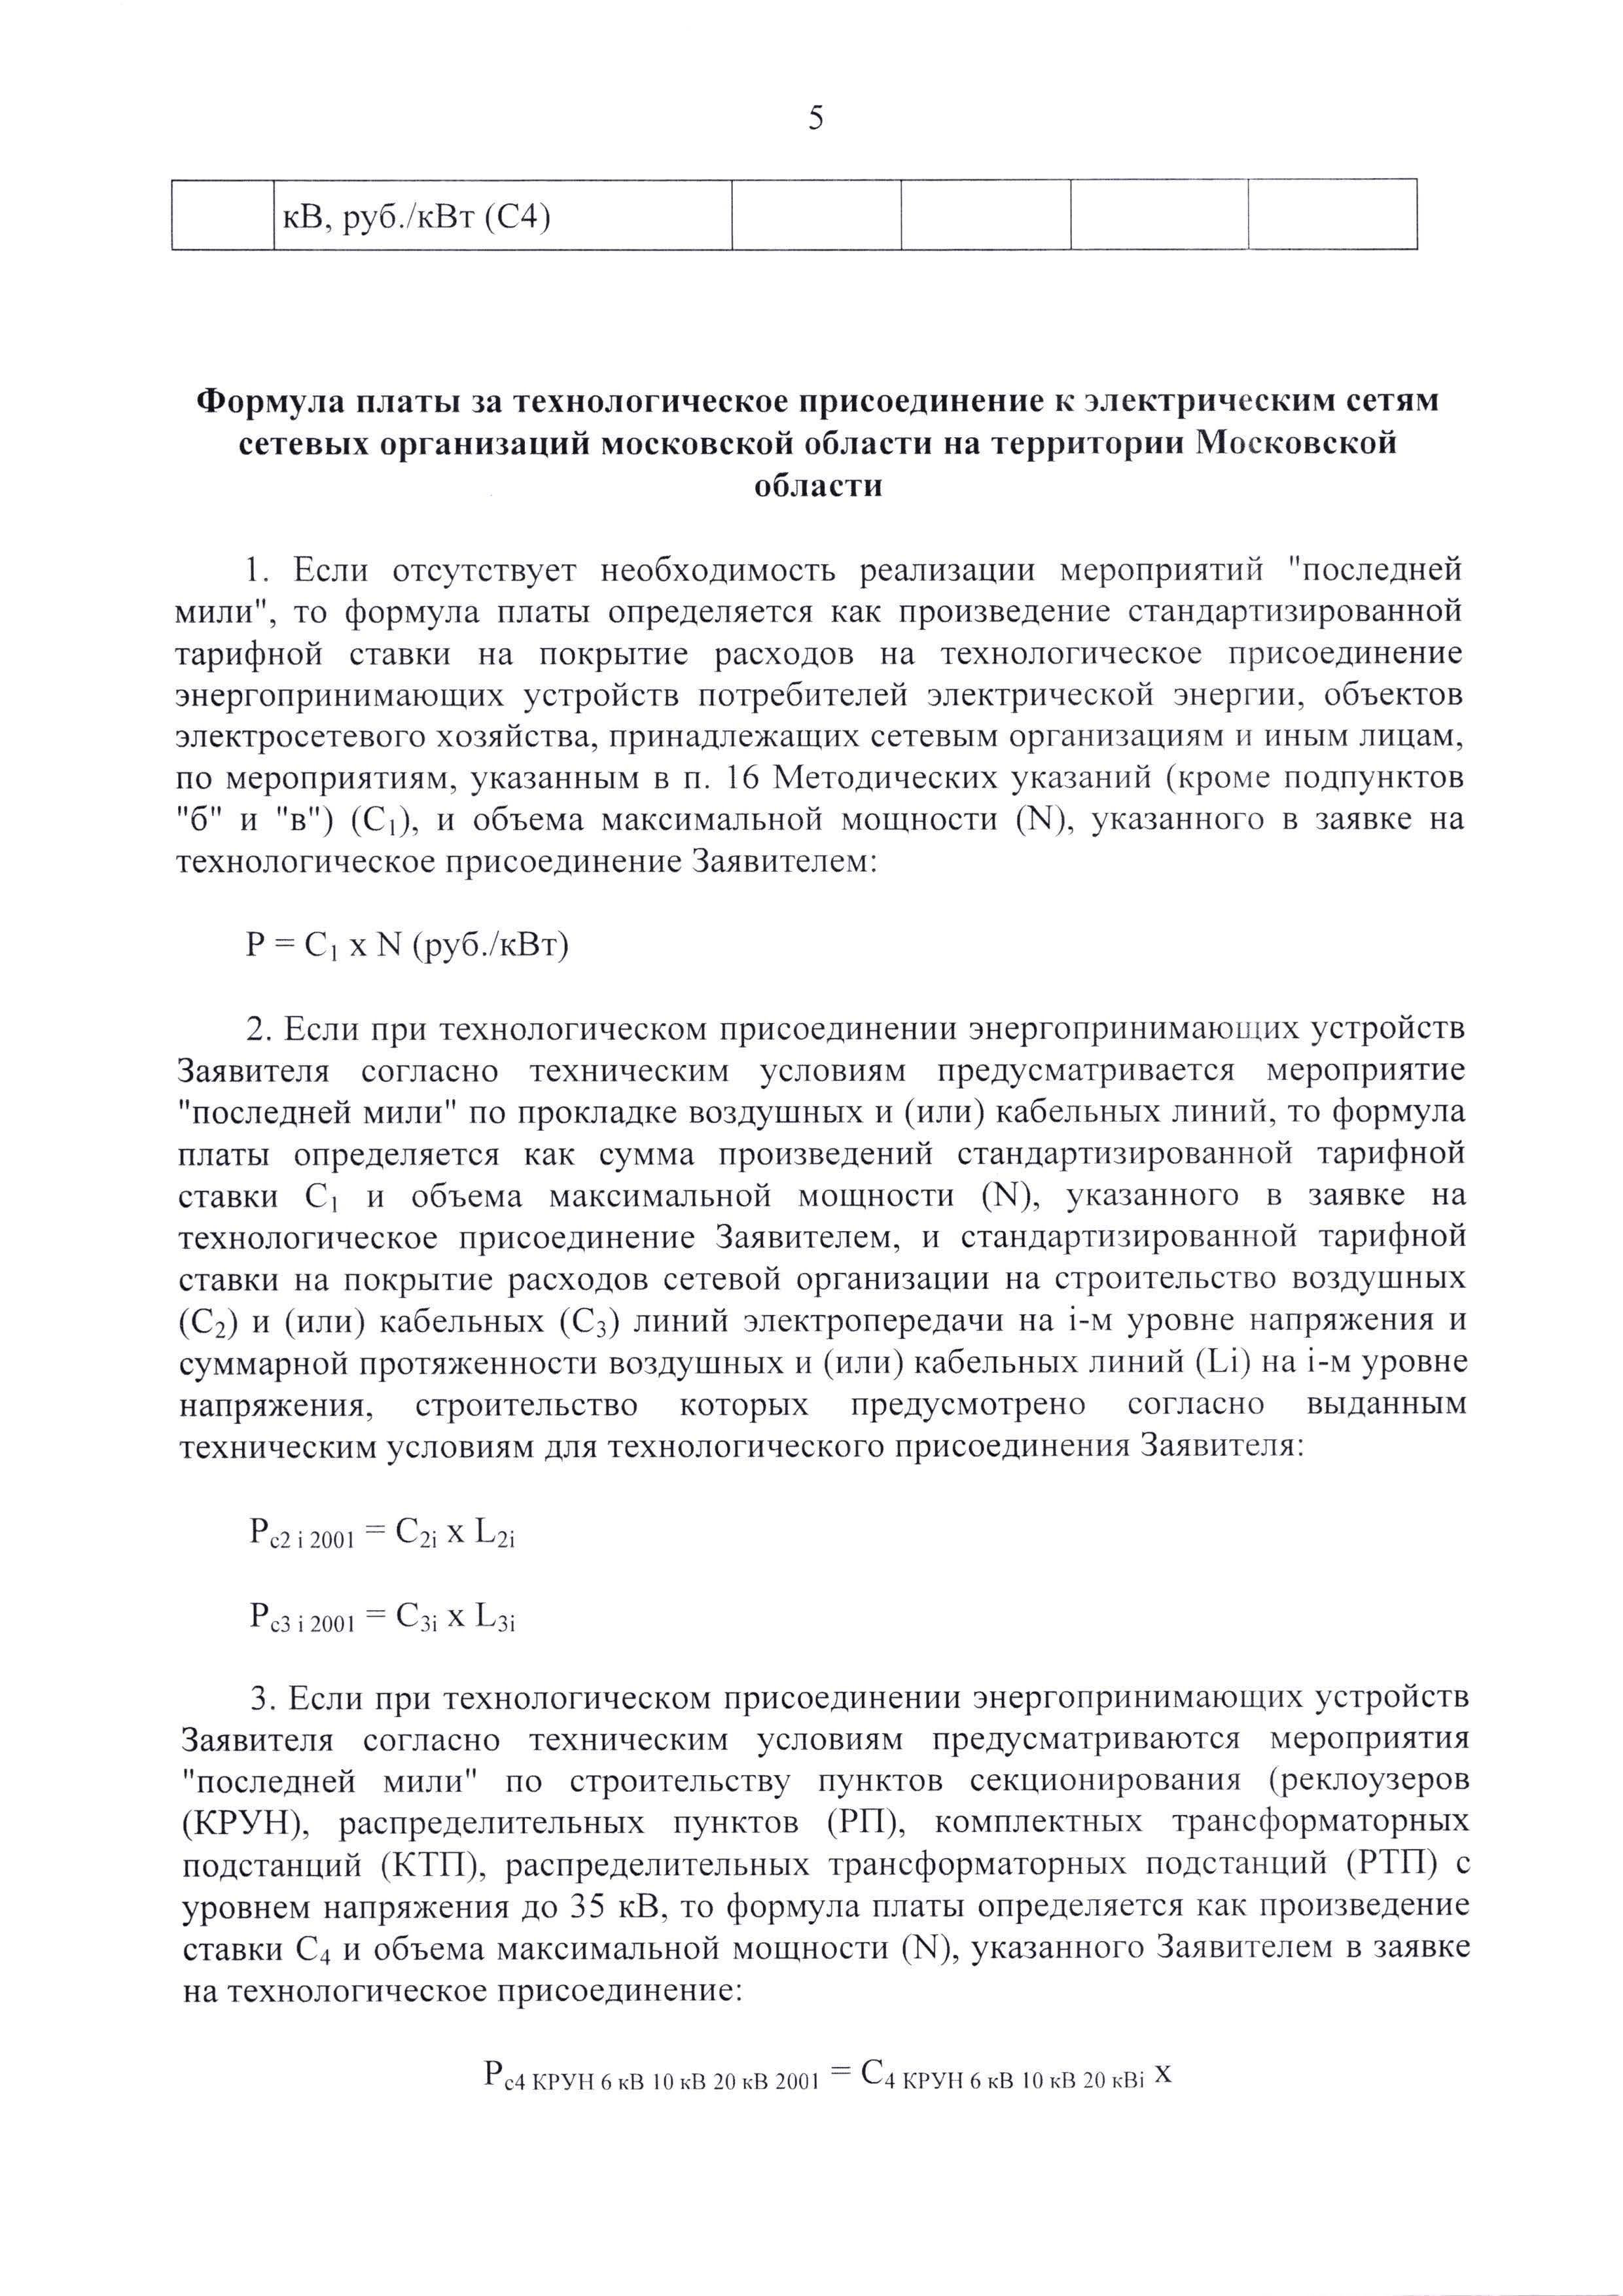 5
кВ, руб./кВт (С4)
Формула платы за технологическое присоединение к электрическим сетям
сетевых организаций московской области на территории Московской
области
1. Если отсутствует необходимость реализации мероприятий "последней
мили", то формула платы определяется как произведение стандартизированной
тарифной ставки на покрытие расходов на технологическое присоединение
энергопринимающих устройств потребителей электрической энергии, объектов
электросетевого хозяйства, принадлежащих сетевым организациям и иным лицам,
по мероприятиям, указанным в п. 16 Методических указаний (кроме подпунктов
"б" и "в") (С₁), и объема максимальной мощности (N), указанного в заявке на
технологическое присоединение Заявителем:
P = C₁ x N (руб./кВт)
2. Если при технологическом присоединении энергопринимающих устройств
Заявителя согласно техническим условиям предусматривается мероприятие
"последней мили" по прокладке воздушных и (или) кабельных линий, то формула
платы определяется как сумма произведений стандартизированной тарифной
ставки С₁ и объема максимальной мощности (N), указанного в заявке на
технологическое присоединение Заявителем, и стандартизированной тарифной
ставки на покрытие расходов сетевой организации на строительство воздушных
(С₂) и (или) кабельных (С₃) линий электропередачи на i-м уровне напряжения и
суммарной протяженности воздушных и (или) кабельных линий (Li) на i-м уровне
напряжения, строительство которых предусмотрено согласно выданным
техническим условиям для технологического присоединения Заявителя:
Pс2 i 2001 = C2i x L2i
Pс3 i 2001 = C3i x L3i
3. Если при технологическом присоединении энергопринимающих устройств
Заявителя согласно техническим условиям предусматриваются мероприятия
"последней мили" по строительству пунктов секционирования (реклоузеров
(КРУН), распределительных пунктов (РП), комплектных трансформаторных
подстанций (КТП), распределительных трансформаторных подстанций (РТП) с
уровнем напряжения до 35 кВ, то формула платы определяется как произведение
ставки С₄ и объема максимальной мощности (N), указанного Заявителем в заявке
на технологическое присоединение:
Pс4 КРУН 6 кВ 10 кВ 20 кВ 2001 = C4 КРУН 6 кВ 10 кВ 20 кВi x